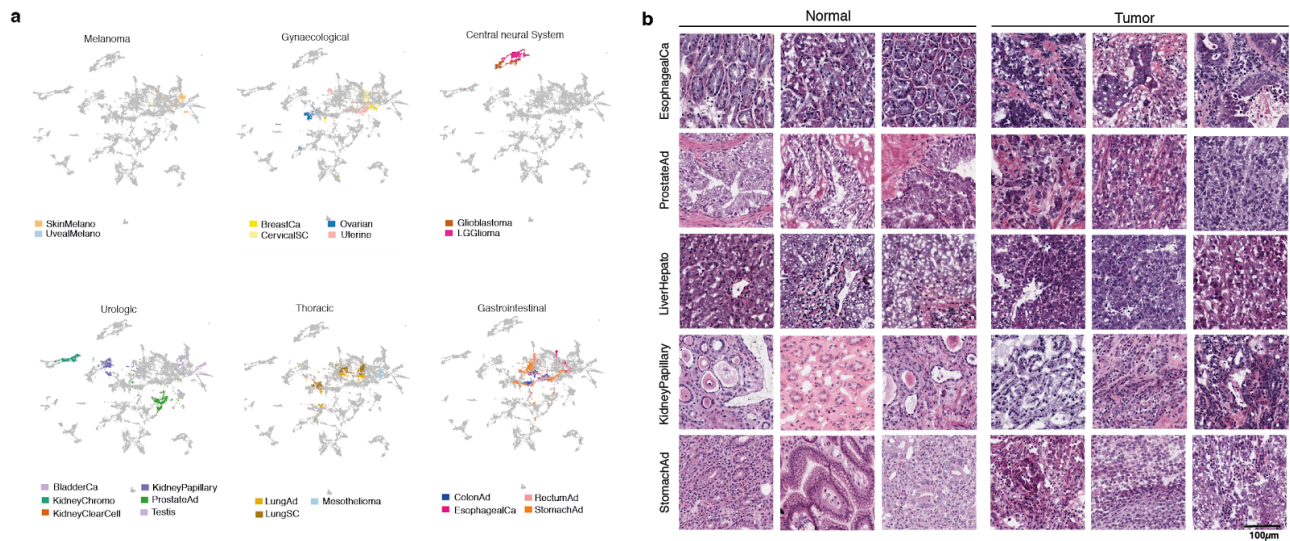 a
Melanoma
Gynaecological
Central neural System
SkinMelano
UvealMelano
BreastCa
CervicalSC
Ovarian
Uterine
Glioblastoma
LGGlioma
Urologic
Thoracic
Gastrointestinal
BladderCa
KidneyChromo
KidneyClearCell
KidneyPapillary
ProstateAd
Testis
LungAd
LungSC
Mesothelioma
ColonAd
EsophagealCa
RectumAd
StomachAd
b
Normal
Tumor
EsophagealCa
ProstateAd
LiverHepato
KidneyPapillary
StomachAd
100µm